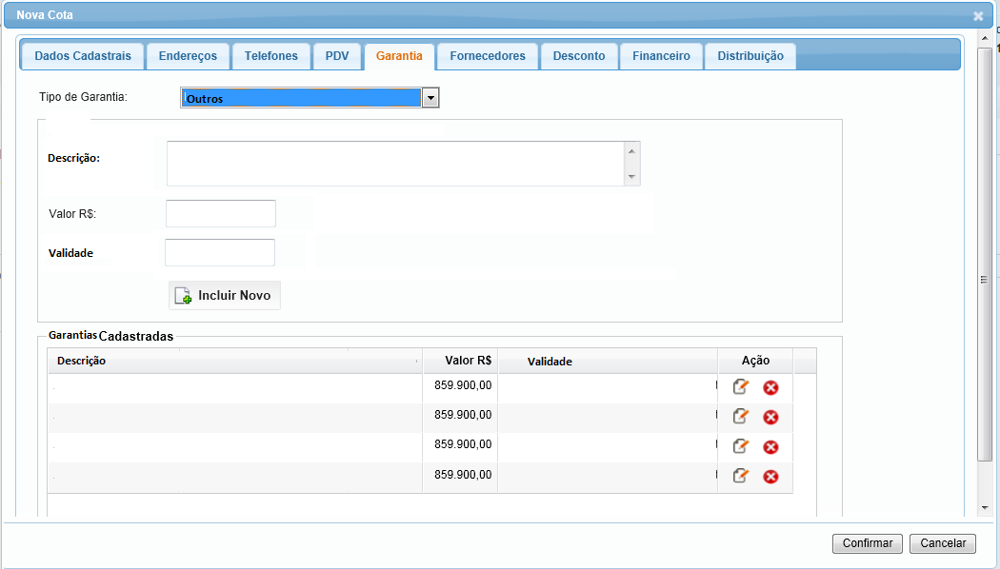 Nova Cota
Dados Cadastrais Endereços Telefones PDV Garantia Fornecedores Desconto Financeiro Distribuição
Tipo de Garantia: Outros
Descrição:
Valor R$:
Validade
Incluir Novo
Garantias Cadastradas
Descrição Valor R$ Validade Ação
859.900,00
859.900,00
859.900,00
859.900,00
Confirmar Cancelar